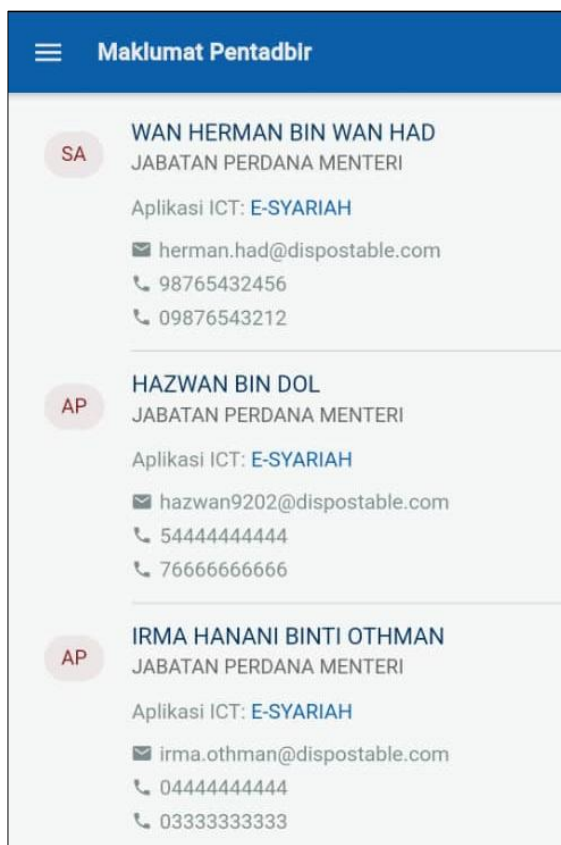 Maklumat Pentadbir
SA
WAN HERMAN BIN WAN HAD
JABATAN PERDANA MENTERI
Aplikasi ICT: E-SYARIAH
herman.had@dispostable.com
98765432456
09876543212
AP
HAZWAN BIN DOL
JABATAN PERDANA MENTERI
Aplikasi ICT: E-SYARIAH
hazwan9202@dispostable.com
54444444444
76666666666
AP
IRMA HANANI BINTI OTHMAN
JABATAN PERDANA MENTERI
Aplikasi ICT: E-SYARIAH
irma.othman@dispostable.com
04444444444
03333333333